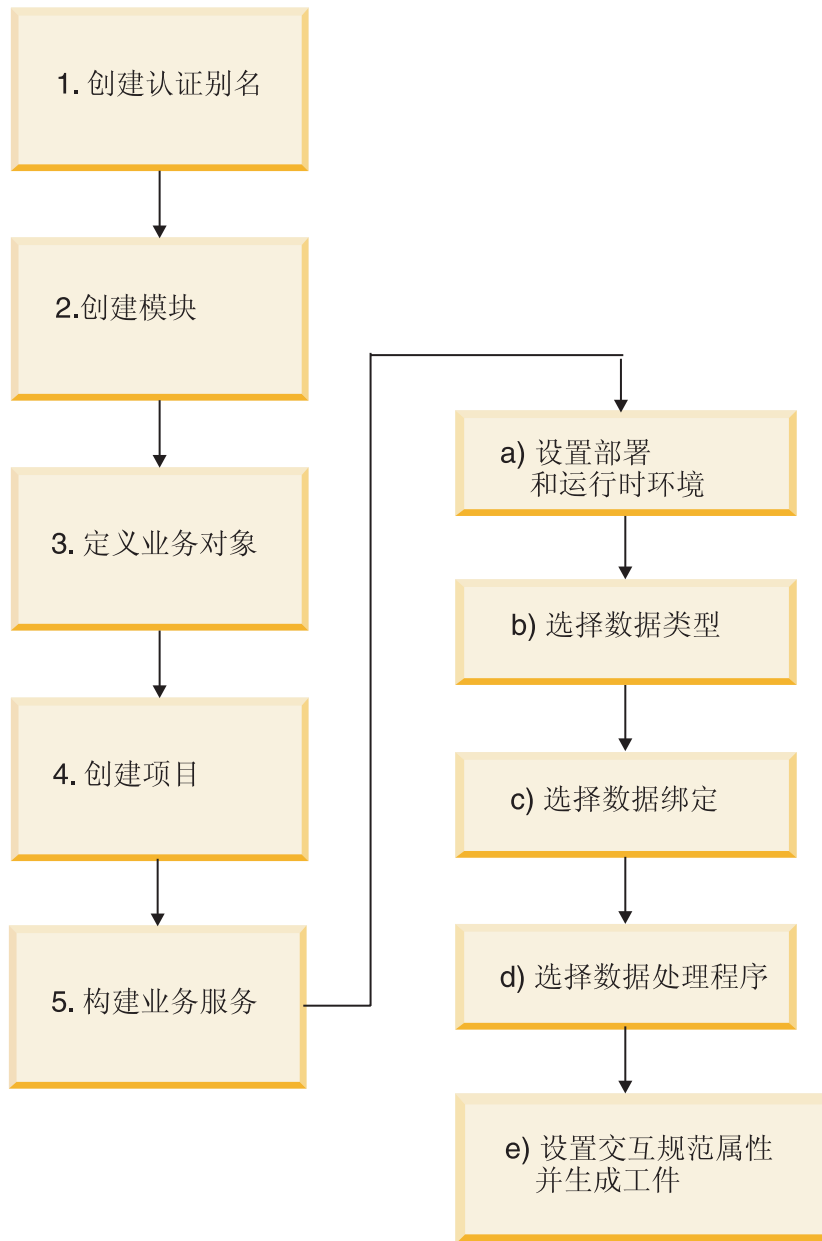 1. 创建认证别名
2.创建模块
3. 定义业务对象
4. 创建项目
5. 构建业务服务
a) 设置部署
和运行时环境
b) 选择数据类型
c) 选择数据绑定
d) 选择数据处理程序
e) 设置交互规范属性
并生成工件